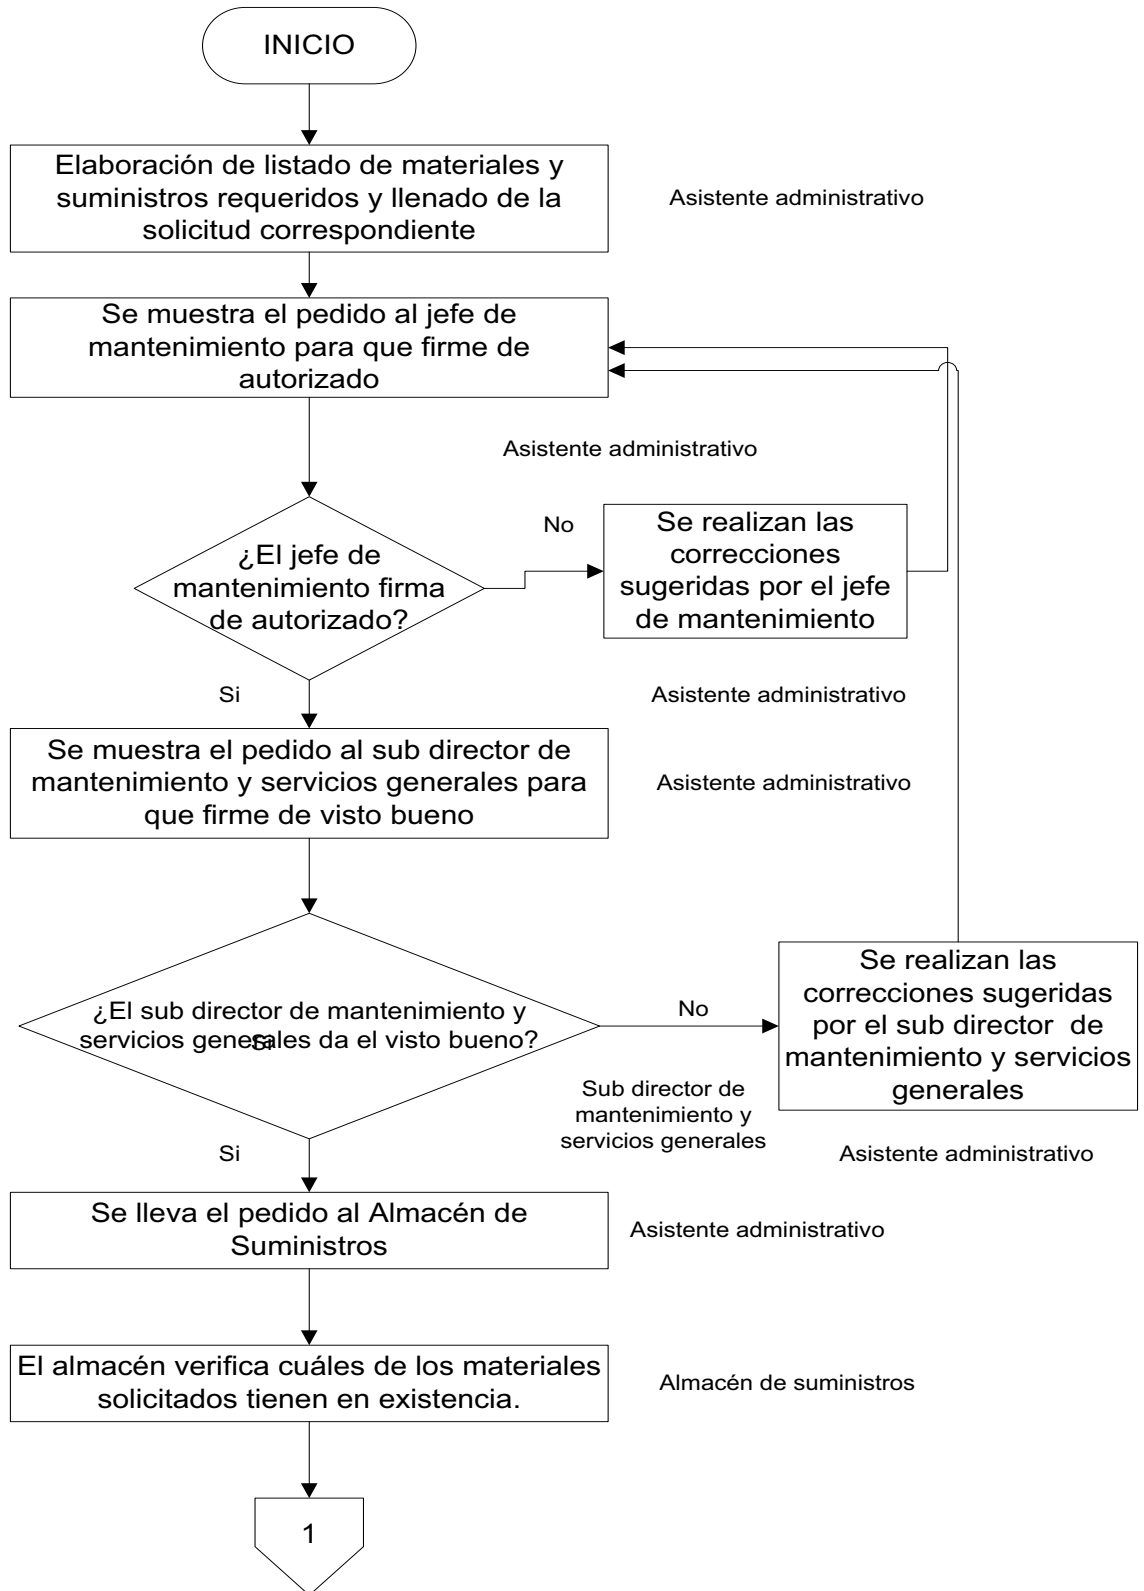 INICIO
Elaboración de listado de materiales y
suministros requeridos y llenado de la
solicitud correspondiente
Asistente administrativo
Se muestra el pedido al jefe de
mantenimiento para que firme de
autorizado
Asistente administrativo
¿El jefe de
mantenimiento firma
de autorizado?
No
Se realizan las
correcciones
sugeridas por el jefe
de mantenimiento
Si
Asistente administrativo
Se muestra el pedido al sub director de
mantenimiento y servicios generales para
que firme de visto bueno
Asistente administrativo
¿El sub director de mantenimiento y
servicios generales da el visto bueno?
Si
No
Se realizan las
correcciones sugeridas
por el sub director de
mantenimiento y servicios
generales
Sub director de
mantenimiento y
servicios generales
Si
Asistente administrativo
Se lleva el pedido al Almacén de
Suministros
Asistente administrativo
El almacén verifica cuáles de los materiales
solicitados tienen en existencia.
Almacén de suministros
1